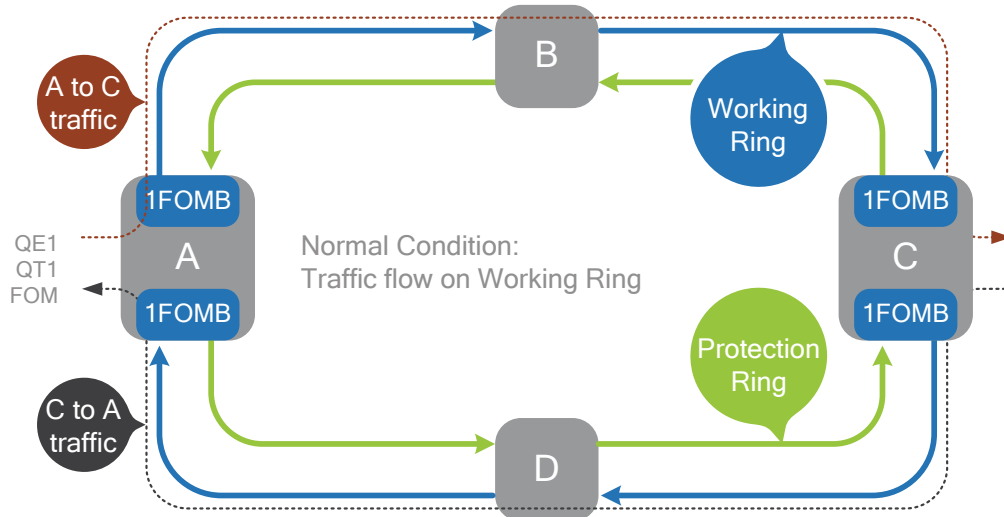 B
A to C
traffic
Working
Ring
1FOMB
1FOMB
QE1
QT1
FOM
A
Normal Condition:
Traffic flow on Working Ring
C
1FOMB
1FOMB
Protection
Ring
C to A
traffic
D